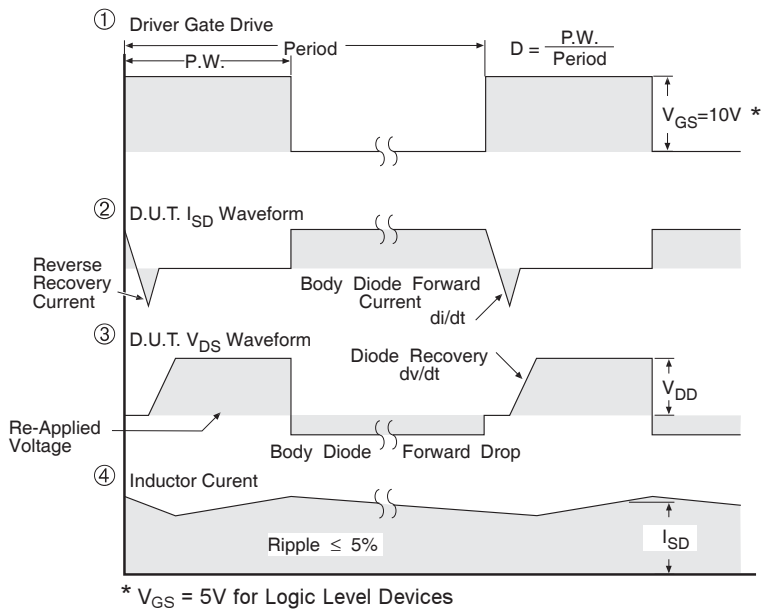 ① Driver Gate Drive
P.W.
Period
D = P.W.
Period
V_GS=10V *
② D.U.T. I_SD Waveform
Reverse
Recovery
Current
Body Diode Forward
Current
di/dt
③ D.U.T. V_DS Waveform
Diode Recovery
dv/dt
V_DD
Re-Applied
Voltage
Body Diode Forward Drop
④ Inductor Curent
Ripple ≤ 5%
I_SD
* V_GS = 5V for Logic Level Devices